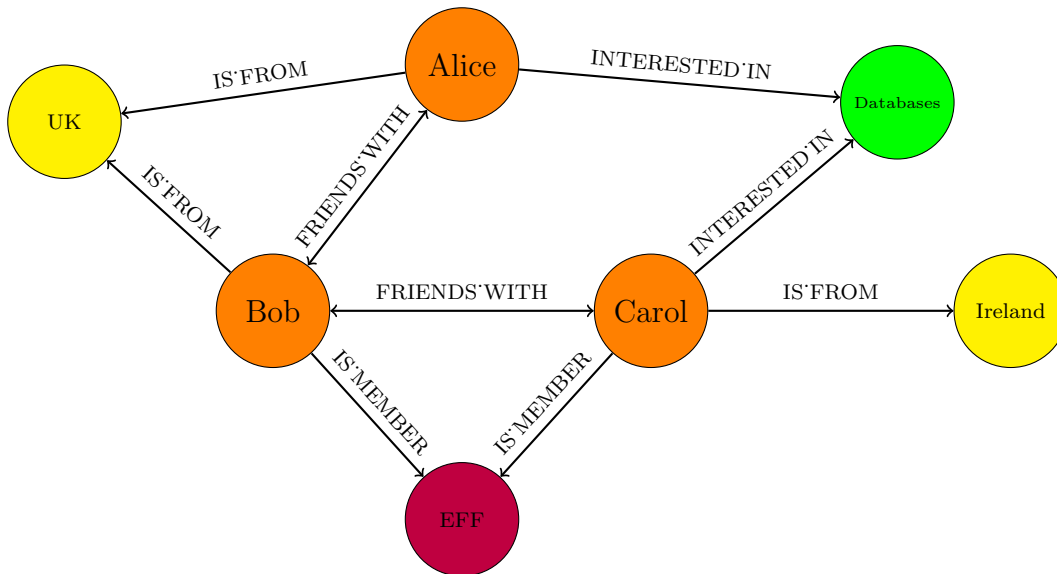 Alice
IS˙FROM
INTERESTED˙IN
UK
Databases
FRIENDS˙WITH
IS˙FROM
INTERESTED˙IN
Bob
FRIENDS˙WITH
Carol
IS˙FROM
Ireland
IS˙MEMBER
IS˙MEMBER
EFF